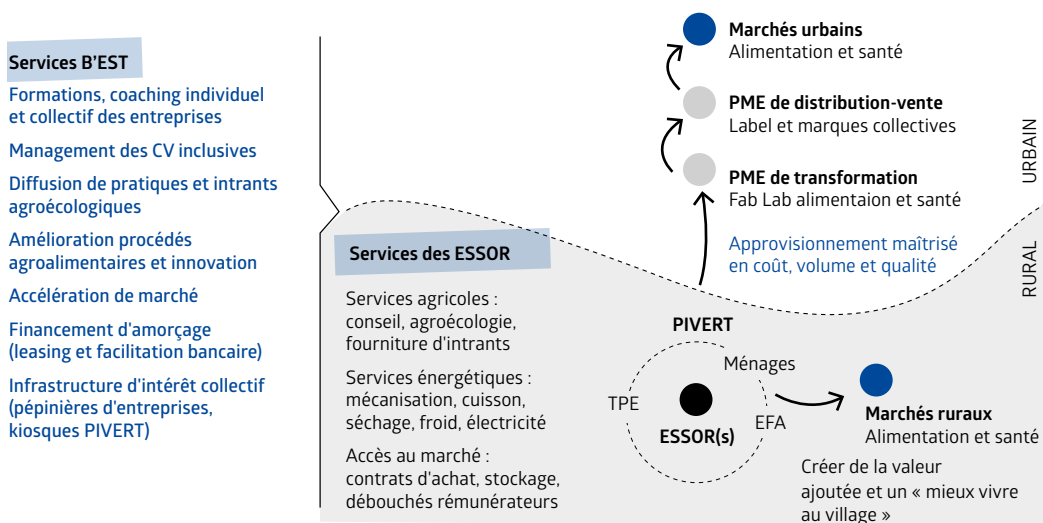 Services B’EST
Formations, coaching individuel
et collectif des entreprises
Management des CV inclusives
Diffusion de pratiques et intrants
agroécologiques
Amélioration procédés
agroalimentaires et innovation
Accélération de marché
Financement d'amorçage
(leasing et facilitation bancaire)
Infrastructure d'intérêt collectif
(pépinières d'entreprises,
kiosques PIVERT)
Services des ESSOR
Services agricoles :
conseil, agroécologie,
fourniture d'intrants
Services énergétiques :
mécanisation, cuisson,
séchage, froid, électricité
Accès au marché :
contrats d'achat, stockage,
débouchés rémunérateurs
Marchés urbains
Alimentation et santé
PME de distribution-vente
Label et marques collectives
PME de transformation
Fab Lab alimentaion et santé
Approvisionnement maîtrisé
en coût, volume et qualité
URBAIN
RURAL
PIVERT
Ménages
TPE
EFA
ESSOR(s)
Marchés ruraux
Alimentation et santé
Créer de la valeur
ajoutée et un « mieux vivre
au village »